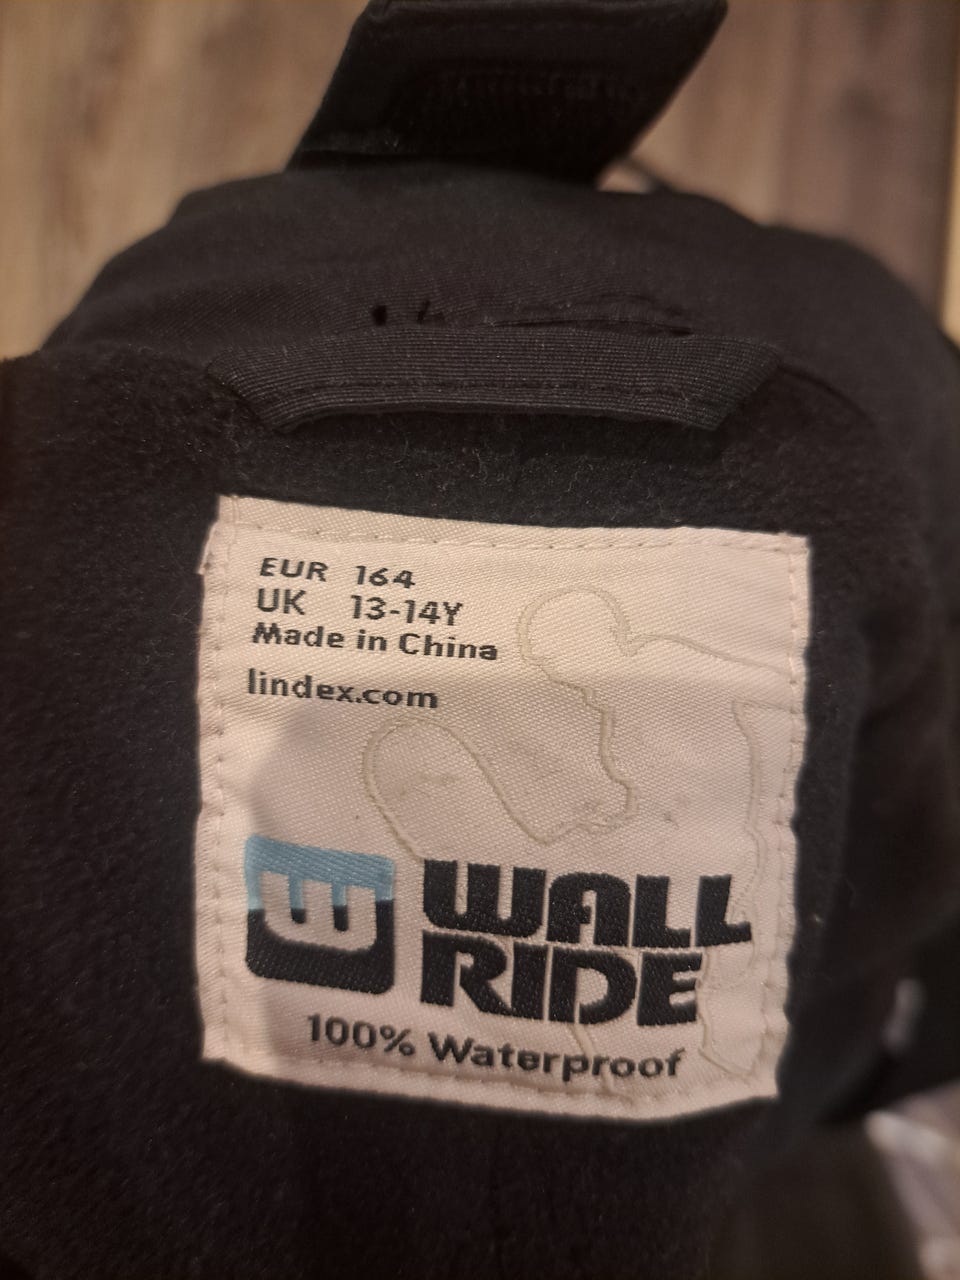 EUR 164
UK 13-14Y
Made in China
lindex.com
WALL
RIDE
100% Waterproof